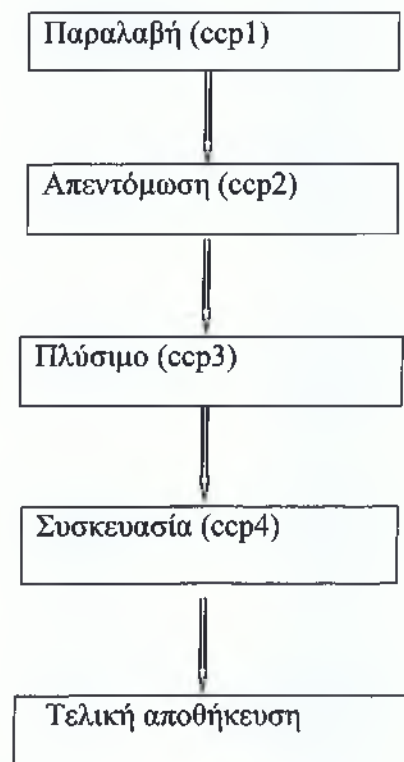 Παραλαβή (ccp1)
Απεντόμωση (ccp2)
Πλύσιμο (ccp3)
Συσκευασία (ccp4)
Τελική αποθήκευση